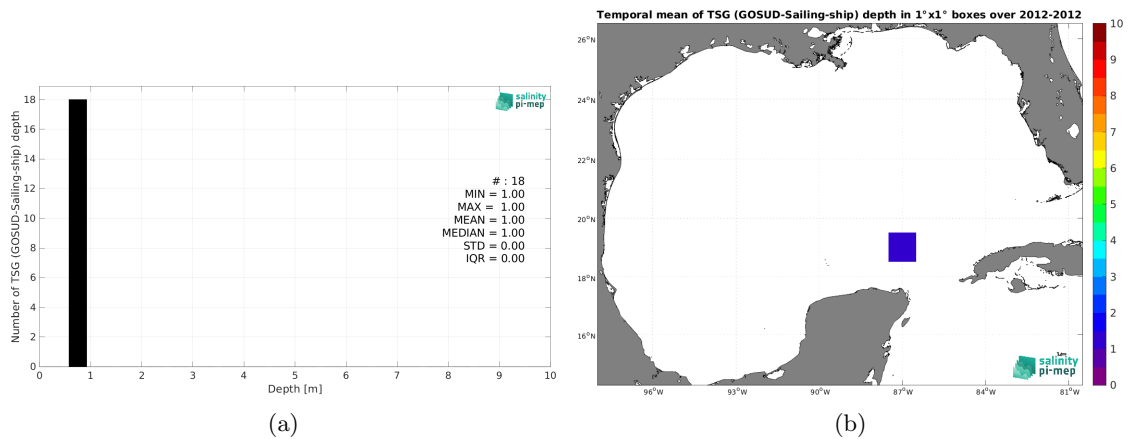 Number of TSG (GOSUD-Sailing-ship) depth
18
16
14
12
10
8
6
4
2
0
salinity
pi-mep
# : 18
MIN = 1.00
MAX = 1.00
MEAN = 1.00
MEDIAN = 1.00
STD = 0.00
IQR = 0.00
0 1 2 3 4 5 6 7 8 9 10
Depth [m]
(a)
Temporal mean of TSG (GOSUD-Sailing-ship) depth in 1°x1° boxes over 2012-2012
26°N
24°N
22°N
20°N
18°N
16°N
96°W 93°W 90°W 87°W 84°W 81°W
salinity
pi-mep
10
9
8
7
6
5
4
3
2
1
0
(b)